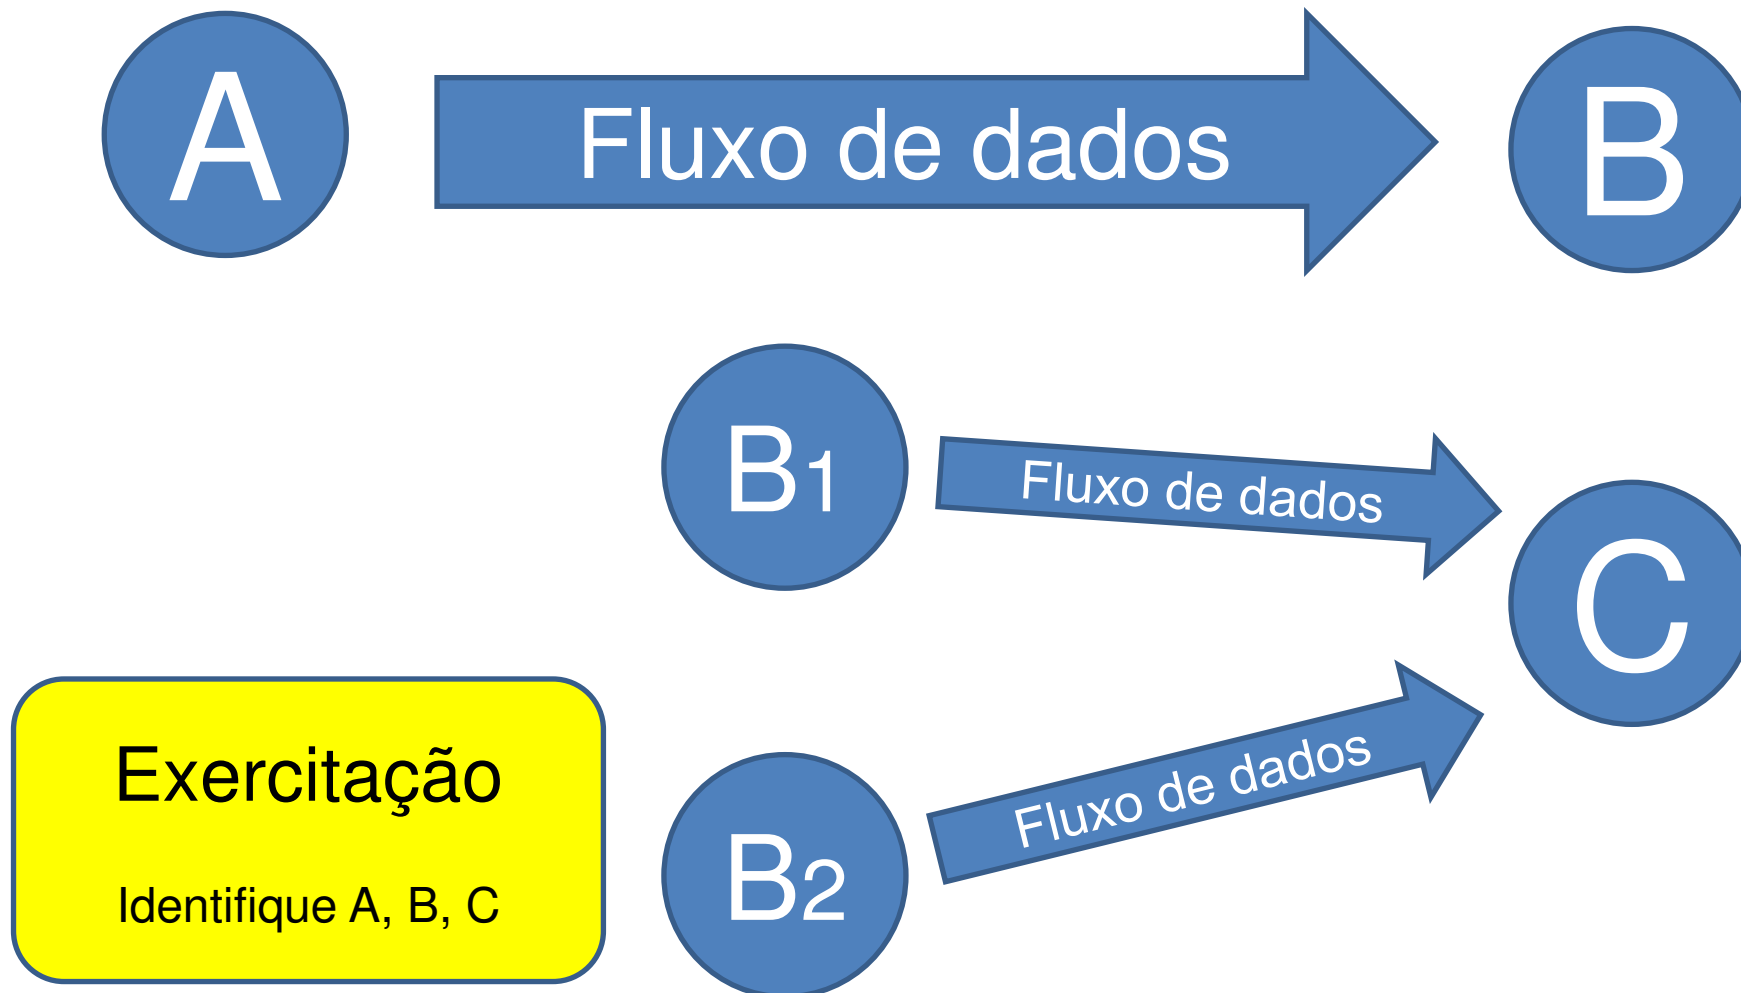 A
Fluxo de dados
B
B1
Fluxo de dados
C
Exercitação
Identifique A, B, C
B2
Fluxo de dados